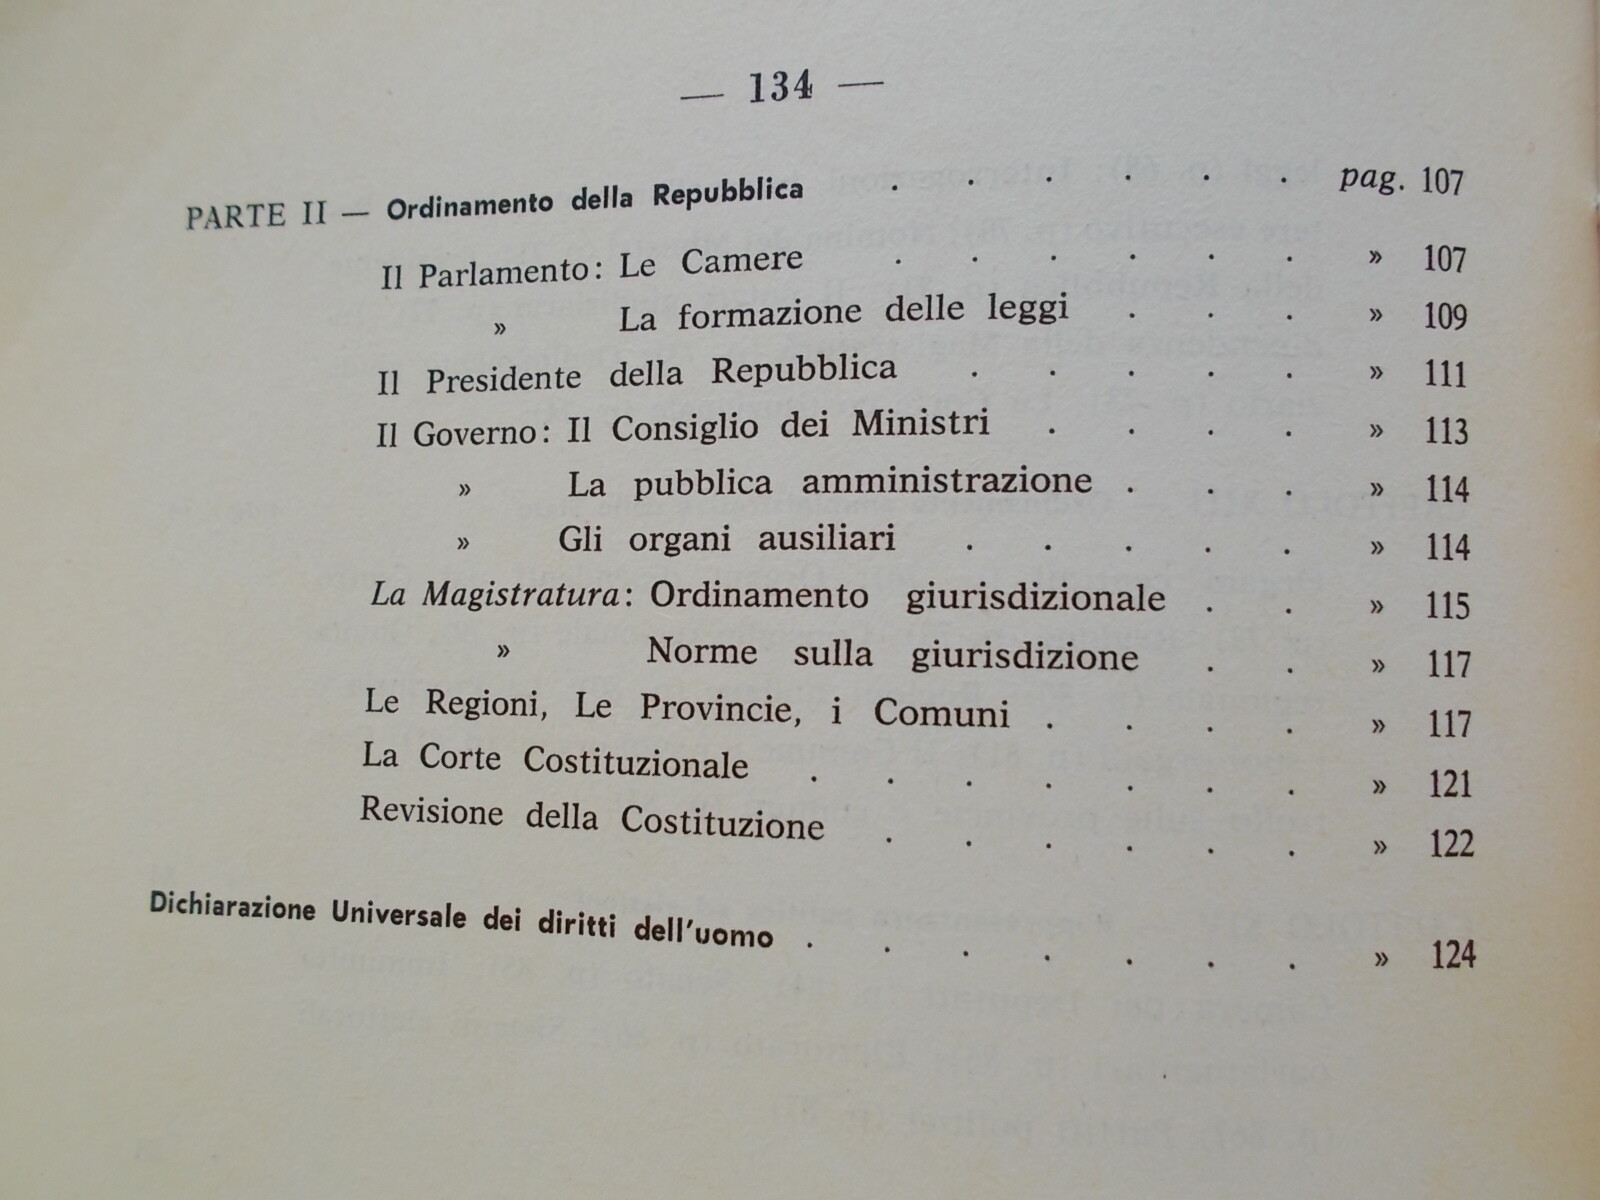 — 134 —
PARTE II — Ordinamento della Repubblica . . . . . . pag. 107
Il Parlamento: Le Camere . . . . . . » 107
» La formazione delle leggi . . . » 109
Il Presidente della Repubblica . . . . . » 111
Il Governo: Il Consiglio dei Ministri . . . . » 113
» La pubblica amministrazione . . . » 114
» Gli organi ausiliari . . . . . » 114
La Magistratura: Ordinamento giurisdizionale . . » 115
» Norme sulla giurisdizione . . » 117
Le Regioni, Le Provincie, i Comuni . . . . » 117
La Corte Costituzionale . . . . . . . » 121
Revisione della Costituzione . . . . . . » 122
Dichiarazione Universale dei diritti dell'uomo . . . . . . . » 124